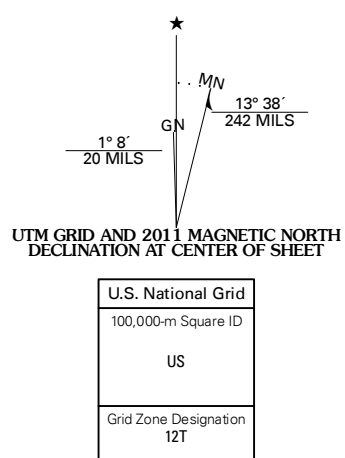 ★
MN
13° 38´
242 MILS
GN
1° 8´
20 MILS
UTM GRID AND 2011 MAGNETIC NORTH
DECLINATION AT CENTER OF SHEET
U.S. National Grid
100,000-m Square ID
US
Grid Zone Designation
12T